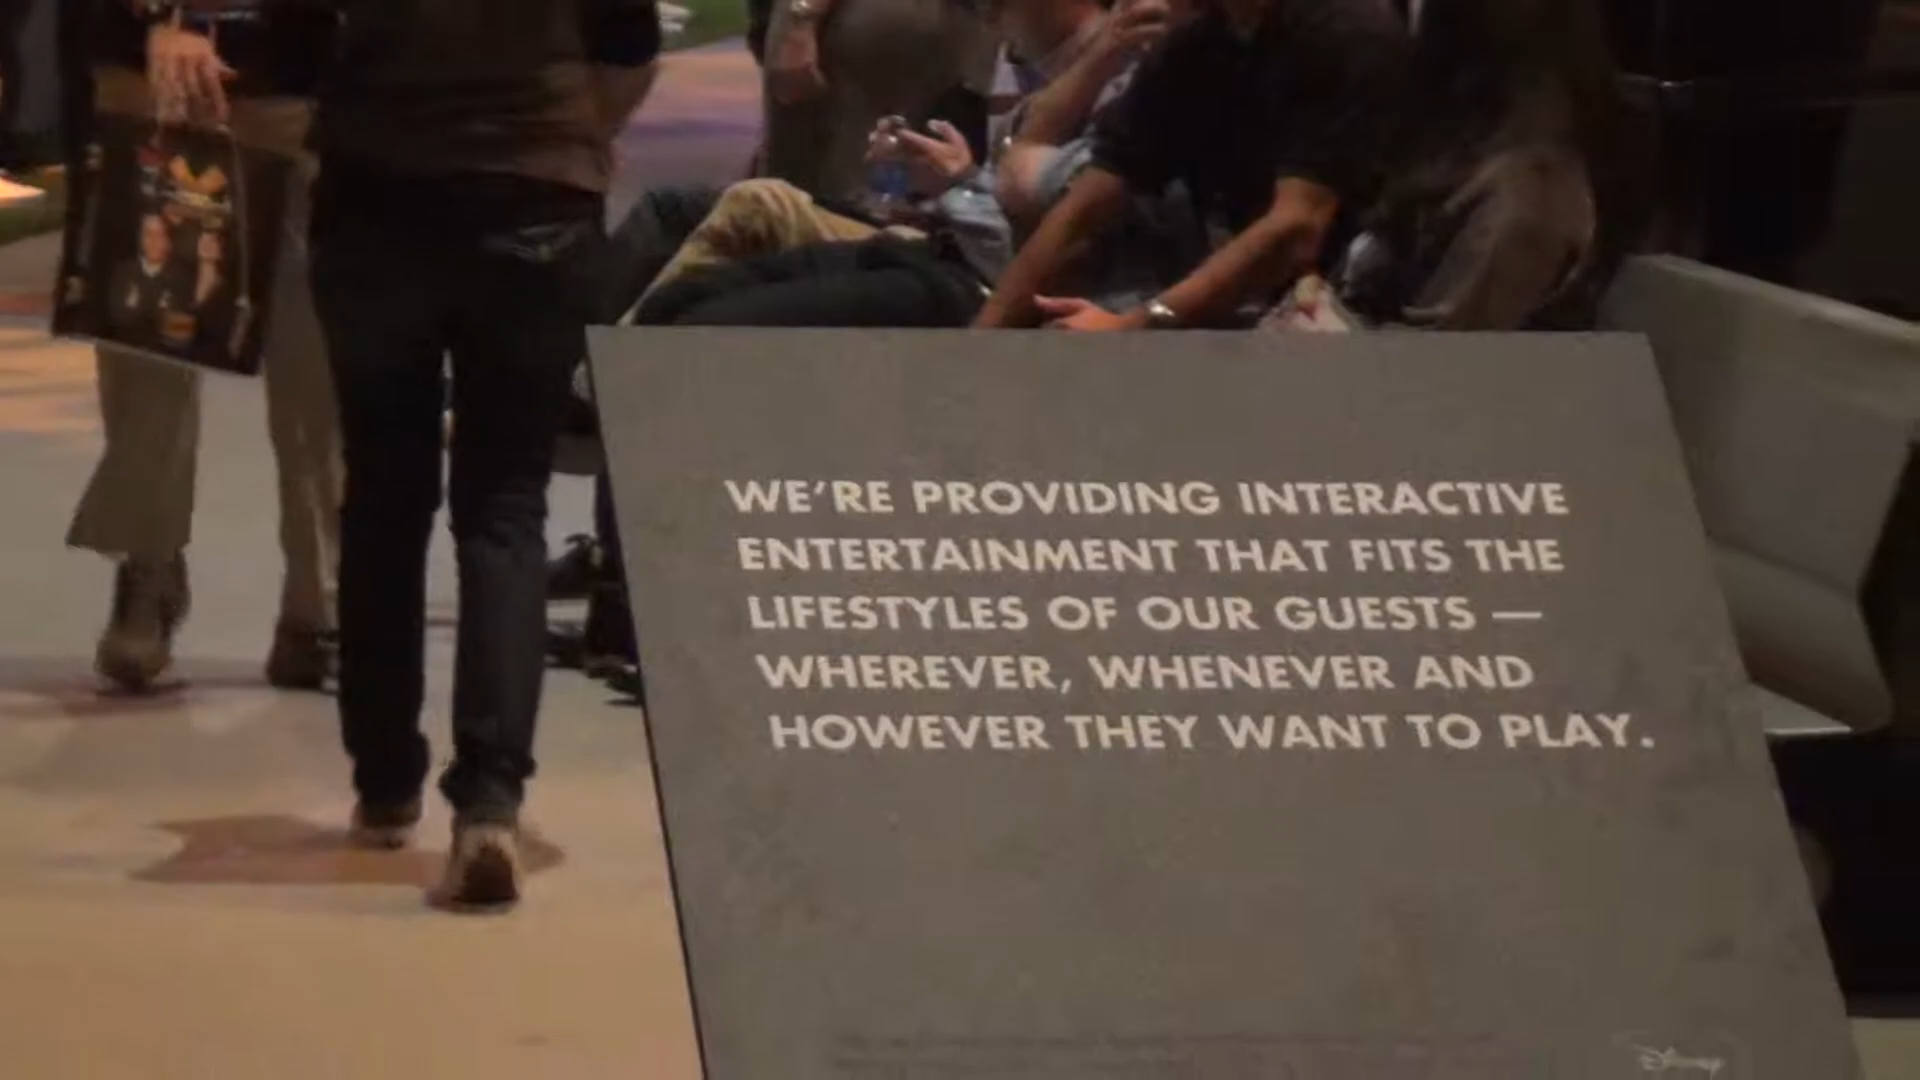 WE'RE PROVIDING INTERACTIVE
ENTERTAINMENT THAT FITS THE
LIFESTYLES OF OUR GUESTS —
WHEREVER, WHENEVER AND
HOWEVER THEY WANT TO PLAY.
Disney